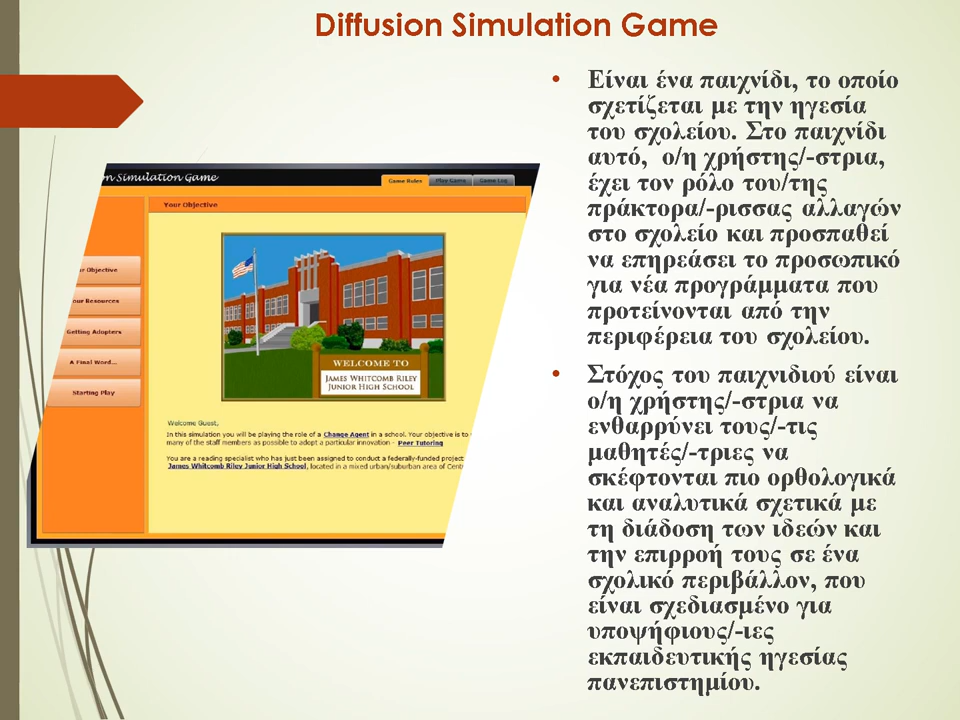 Diffusion Simulation Game
• Είναι ένα παιχνίδι, το οποίο
σχετίζεται με την ηγεσία
του σχολείου. Στο παιχνίδι
αυτό, ο/η χρήστης/-στρια,
έχει τον ρόλο του/της
πράκτορα/-ρισσας αλλαγών
στο σχολείο και προσπαθεί
να επηρεάσει το προσωπικό
για νέα προγράμματα που
προτείνονται από την
περιφέρεια του σχολείου.
• Στόχος του παιχνιδιού είναι
ο/η χρήστης/-στρια να
ενθαρρύνει τους/-τις
μαθητές/-τριες να
σκέφτονται πιο ορθολογικά
και αναλυτικά σχετικά με
τη διάδοση των ιδεών και
την επιρροή τους σε ένα
σχολικό περιβάλλον, που
είναι σχεδιασμένο για
υποψήφιους/-ιες
εκπαιδευτικής ηγεσίας
πανεπιστημίου.
Simulation Game
Game Rules Play Game Game Log
Your Objective
Objective
Resources
Getting Adopters
A Final Word...
Starting Play
WELCOME TO
JAMES WHITCOMB RILEY
JUNIOR HIGH SCHOOL
Welcome Guest,
In this simulation you will be playing the role of a Change Agent in a school. Your objective is to
many of the staff members as possible to adopt a particular innovation - Peer Tutoring
You are a reading specialist who has just been assigned to conduct a federally-funded project
James Whitcomb Riley Junior High School, located in a mixed urban/suburban area of